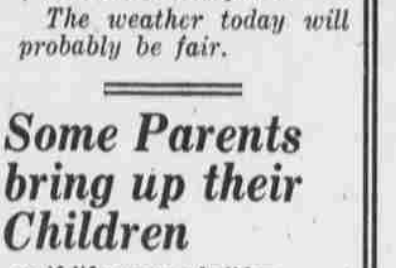 The weather today will
probably be fair.
Some Parents
bring up their
Children